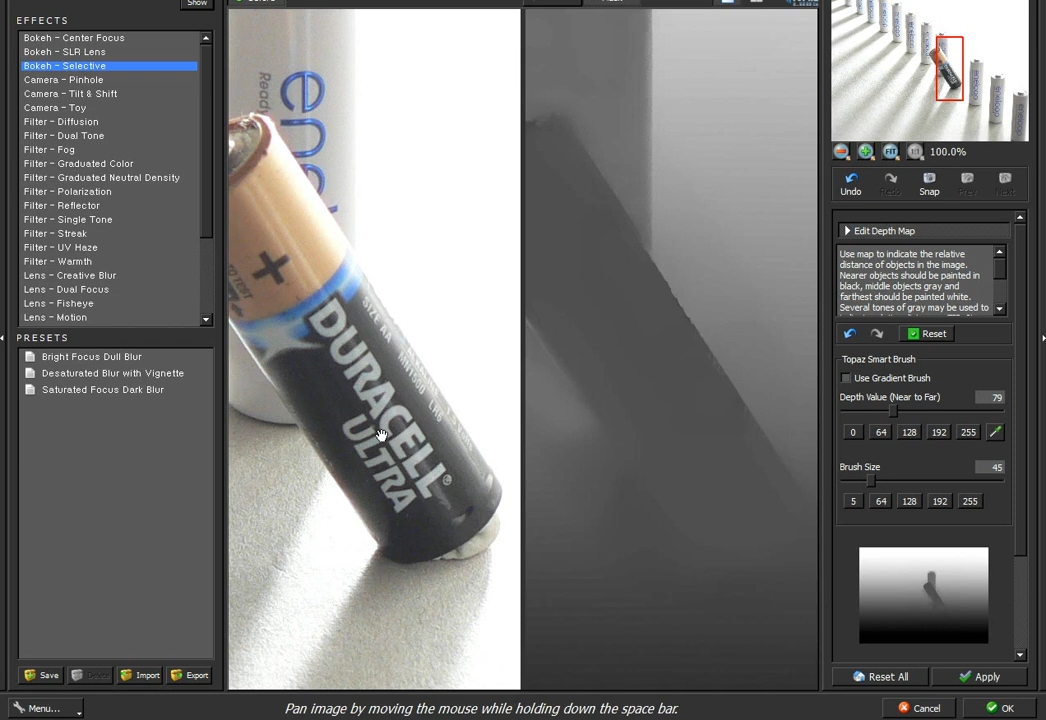 Show
EFFECTS
Bokeh - Center Focus
Bokeh - SLR Lens
Bokeh - Selective
Camera - Pinhole
Camera - Tilt & Shift
Camera - Toy
Filter - Diffusion
Filter - Dual Tone
Filter - Fog
Filter - Graduated Color
Filter - Graduated Neutral Density
Filter - Polarization
Filter - Reflector
Filter - Single Tone
Filter - Streak
Filter - UV Haze
Filter - Warmth
Lens - Creative Blur
Lens - Dual Focus
Lens - Fisheye
Lens - Motion
PRESETS
Bright Focus Dull Blur
Desaturated Blur with Vignette
Saturated Focus Dark Blur
Save
Import
Export
Menu...
Ready
enel
+
TO TEST
SIZE AAA MN1500 LR6
DURACELL®
ULTRA
100.0%
Undo
Redo
Snap
Prev
Next
Edit Depth Map
Use map to indicate the relative
distance of objects in the image.
Nearer objects should be painted in
black, middle objects gray and
farthest should be painted white.
Several tones of gray may be used to
Reset
Topaz Smart Brush
Use Gradient Brush
Depth Value (Near to Far)
79
0 64 128 192 255
Brush Size
45
5 64 128 192 255
Reset All
Apply
Pan image by moving the mouse while holding down the space bar.
Cancel
OK